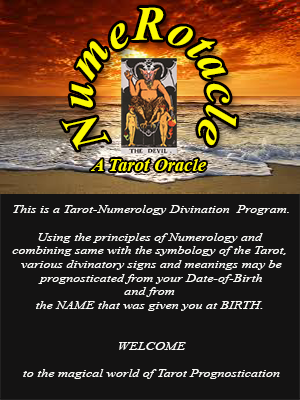 NumeRotacle
THE DEVIL.
A Tarot Oracle
This is a Tarot-Numerology Divination Program.
Using the principles of Numerology and
combining same with the symbology of the Tarot,
various divinatory signs and meanings may be
prognosticated from your Date-of-Birth
and from
the NAME that was given you at BIRTH.
WELCOME
to the magical world of Tarot Prognostication